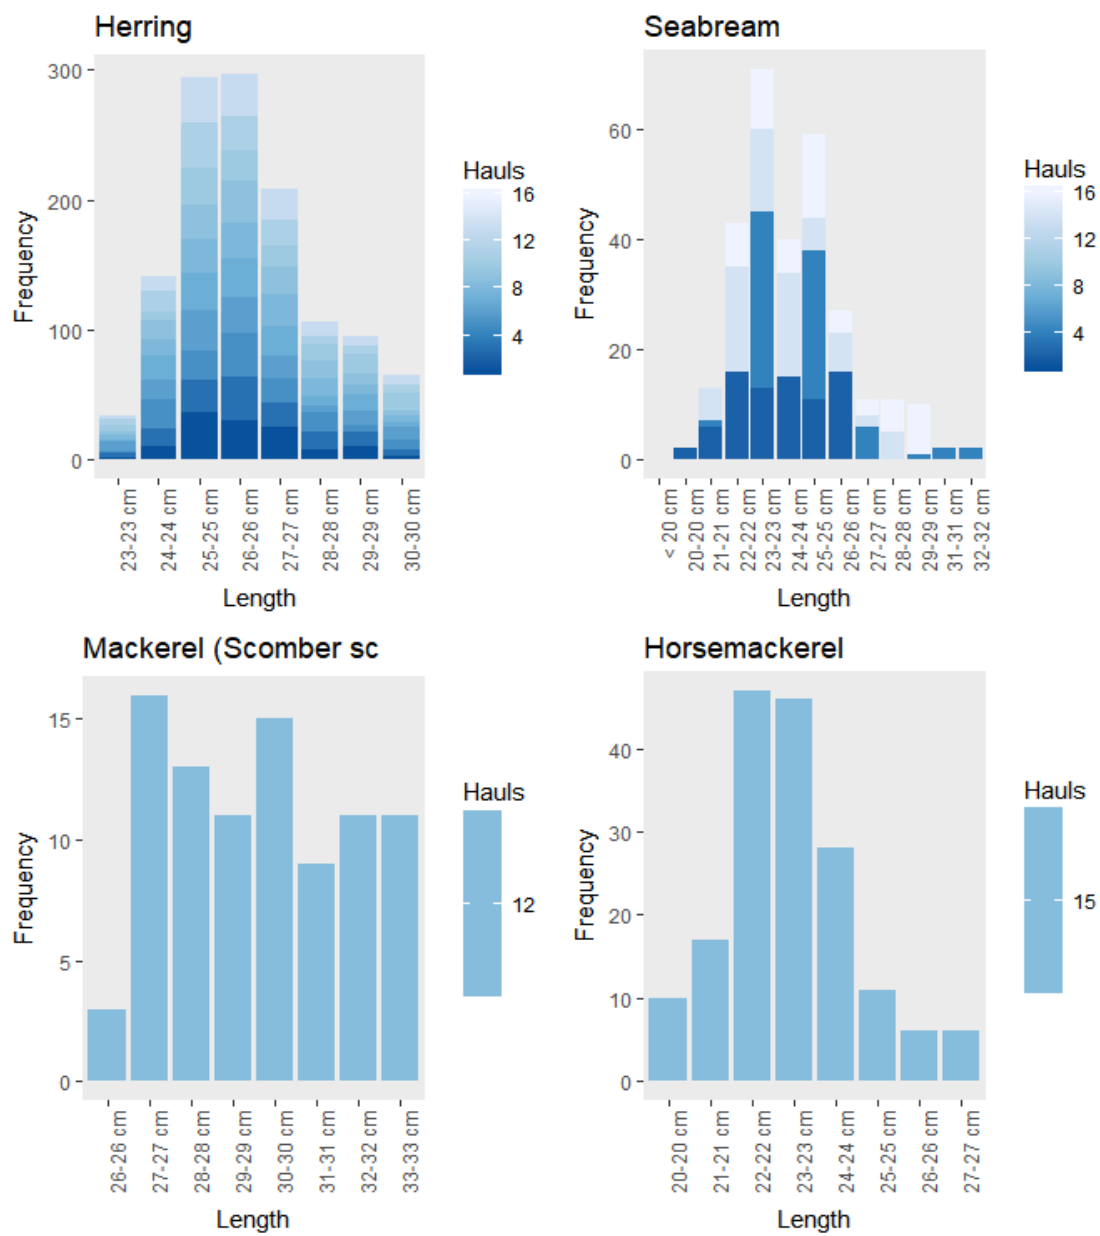 Herring
Frequency
300
200
100
0
23-23 cm
24-24 cm
25-25 cm
26-26 cm
27-27 cm
28-28 cm
29-29 cm
30-30 cm
Length
Hauls
16
12
8
4
Seabream
Frequency
60
40
20
0
< 20 cm
20-20 cm
21-21 cm
22-22 cm
23-23 cm
24-24 cm
25-25 cm
26-26 cm
27-27 cm
28-28 cm
29-29 cm
31-31 cm
32-32 cm
Length
Hauls
16
12
8
4
Mackerel (Scomber sc
Frequency
15
10
5
0
26-26 cm
27-27 cm
28-28 cm
29-29 cm
30-30 cm
31-31 cm
32-32 cm
33-33 cm
Length
Hauls
12
Horsemackerel
Frequency
40
30
20
10
0
20-20 cm
21-21 cm
22-22 cm
23-23 cm
24-24 cm
25-25 cm
26-26 cm
27-27 cm
Length
Hauls
15